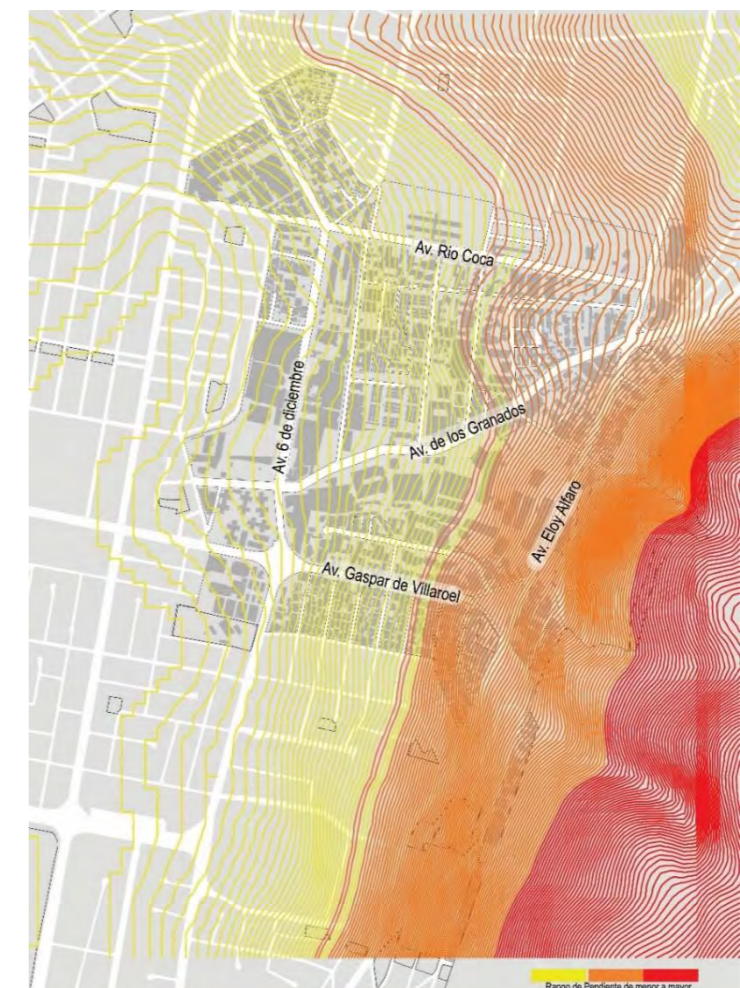 Av. Rio Coca
Av. 6 de diciembre
Av. de los Granados
Av. Eloy Alfaro
Av. Gaspar de Villaroel
Rango de Pendiente de menor a mayor